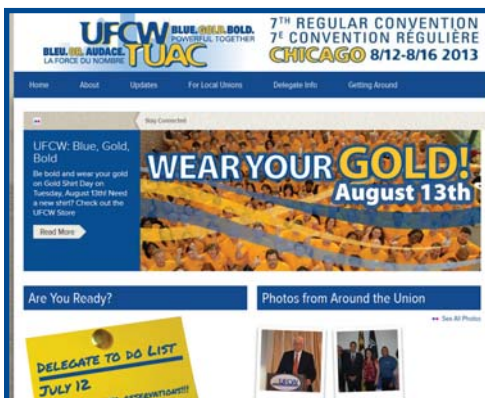 UFCW BLUE.GOLD.BOLD.
POWERFUL TOGETHER
BLEU. OR. AUDACE. TUAC
LA FORCE DU NOMBRE
7TH REGULAR CONVENTION
7E CONVENTION RÉGULIÈRE
CHICAGO 8/12-8/16 2013
Home About Updates For Local Unions Delegate Info Getting Around
Stay Connected
UFCW: Blue, Gold,
Bold
Be bold and wear your gold
on Gold Shirt Day on
Tuesday, August 13th! Need
a new shirt? Check out the
UFCW Store
Read More
WEAR YOUR GOLD!
August 13th
Are You Ready?
Photos from Around the Union
See All Photos
DELEGATE TO DO LIST
JULY 12
UFCW